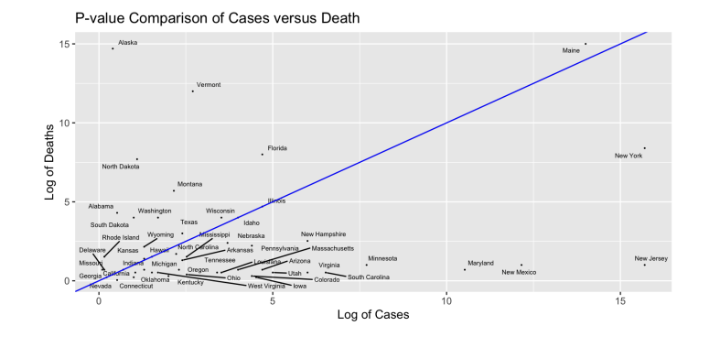 P-value Comparison of Cases versus Death
15
Alaska
Maine
Vermont
10
Florida
New York
North Dakota
Montana
5
Illinois
Alabama
Washington
Wisconsin
South Dakota
Texas
Idaho
Rhode Island
Wyoming
Mississippi
Nebraska
New Hampshire
Delaware
Kansas
Hawaii
North Carolina
Arkansas
Pennsylvania
Massachusetts
Missouri
Indiana
Michigan
Tennessee
Louisiana
Arizona
Virginia
Minnesota
Maryland
New Jersey
0
Georgia
California
Oklahoma
Oregon
Ohio
Utah
Colorado
South Carolina
New Mexico
Nevada
Connecticut
Kentucky
West Virginia
Iowa
0
5
10
15
Log of Cases
Log of Deaths